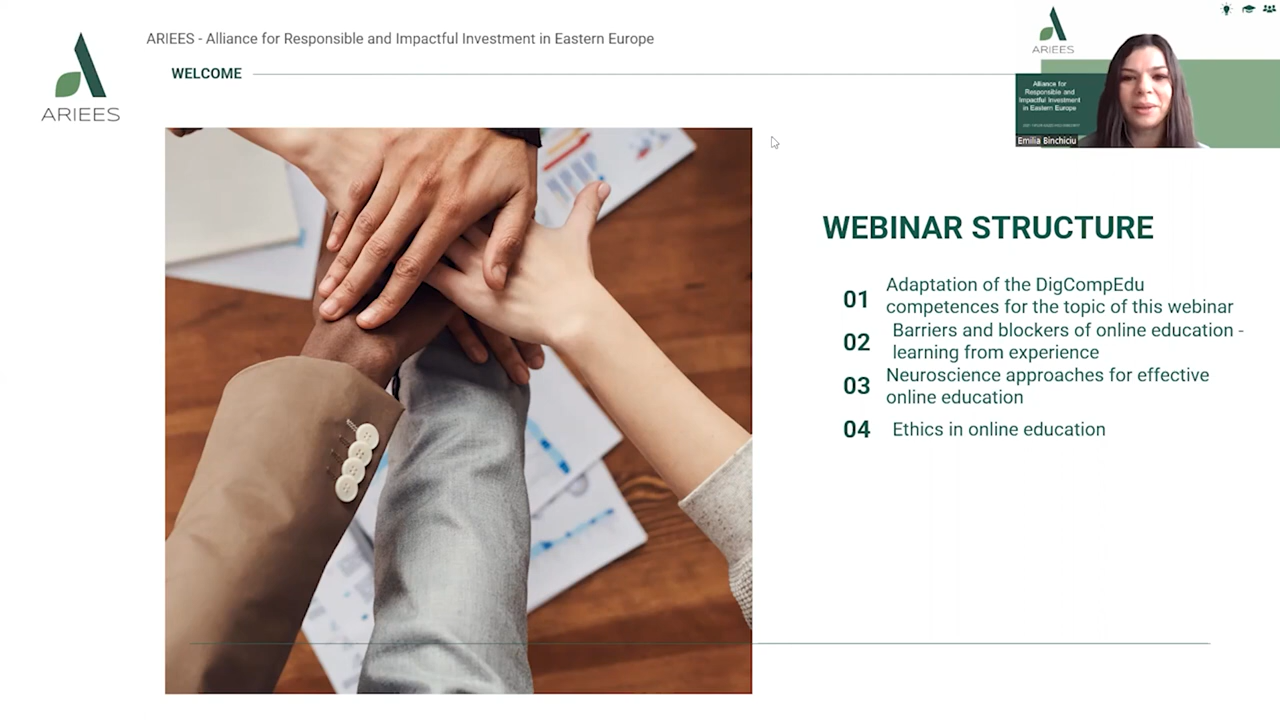 ARIEES - Alliance for Responsible and Impactful Investment in Eastern Europe
WELCOME
ARIEES
ARIEES
Alliance for
Responsible and
Impactful Investment
in Eastern Europe
Emilia Binchiciu
WEBINAR STRUCTURE
01 Adaptation of the DigCompEdu
competences for the topic of this webinar
02 Barriers and blockers of online education -
learning from experience
03 Neuroscience approaches for effective
online education
04 Ethics in online education